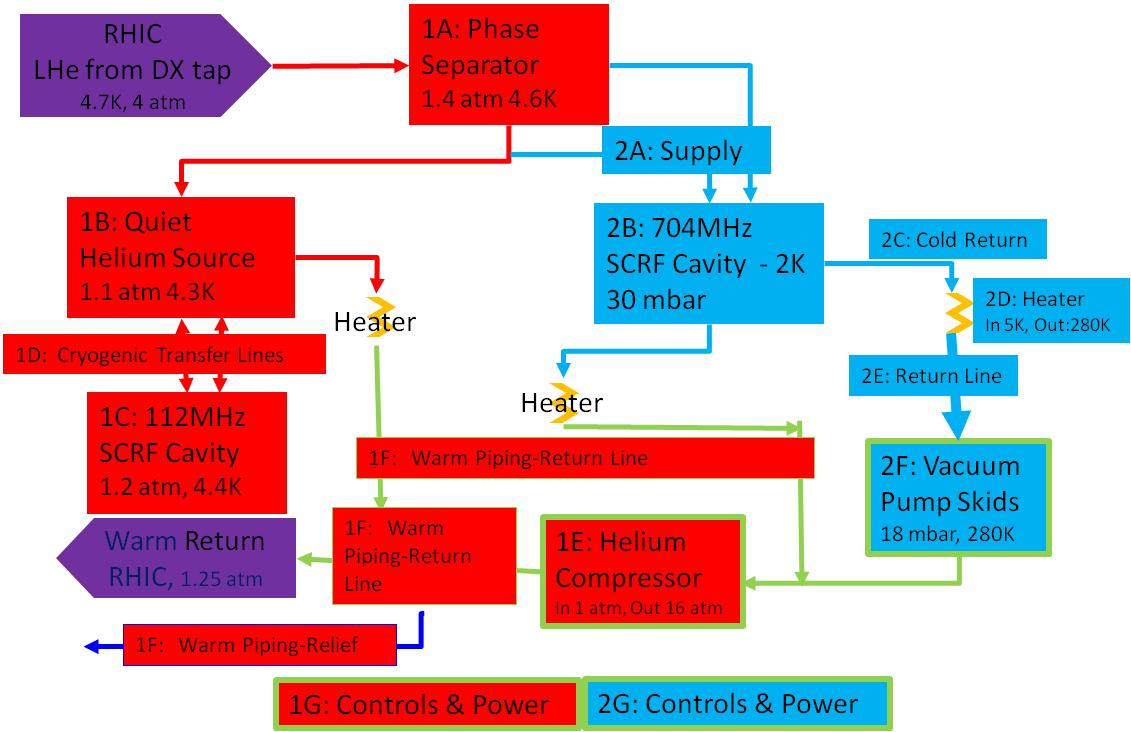 RHIC
LHe from DX tap
4.7K, 4 atm
1A: Phase
Separator
1.4 atm 4.6K
2A: Supply
1B: Quiet
Helium Source
1.1 atm 4.3K
2B: 704MHz
SCRF Cavity - 2K
30 mbar
2C: Cold Return
2D: Heater
In 5K, Out:280K
Heater
1D: Cryogenic Transfer Lines
2E: Return Line
1C: 112MHz
SCRF Cavity
1.2 atm, 4.4K
Heater
1F: Warm Piping-Return Line
2F: Vacuum
Pump Skids
18 mbar, 280K
Warm Return
RHIC, 1.25 atm
1F: Warm
Piping-Return
Line
1E: Helium
Compressor
In 1 atm, Out 16 atm
1F: Warm Piping-Relief
1G: Controls & Power
2G: Controls & Power